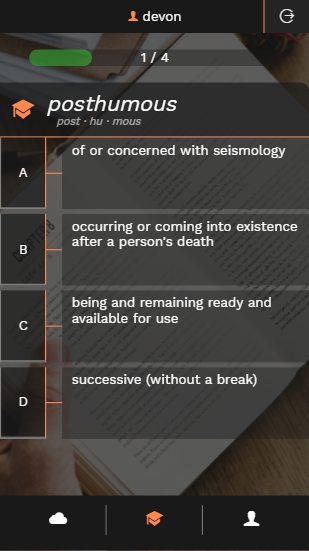 devon
1 / 4
posthumous
post · hu · mous
A
of or concerned with seismology
B
occurring or coming into existence
after a person's death
C
being and remaining ready and
available for use
D
successive (without a break)